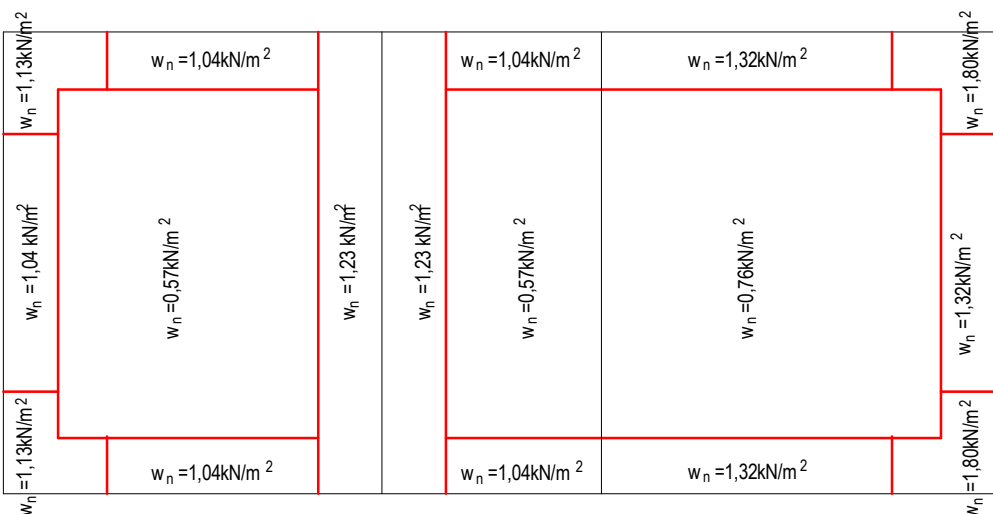 wn =1,13kN/m2
wn =1,04kN/m2
wn =1,04kN/m2
wn =1,32kN/m2
wn =1,80kN/m2
wn =1,04 kN/m2
wn =0,57kN/m2
wn =1,23 kN/m2
wn =1,23 kN/m2
wn =0,57kN/m2
wn =0,76kN/m2
wn =1,32kN/m2
wn =1,13kN/m2
wn =1,04kN/m2
wn =1,04kN/m2
wn =1,32kN/m2
wn =1,80kN/m2